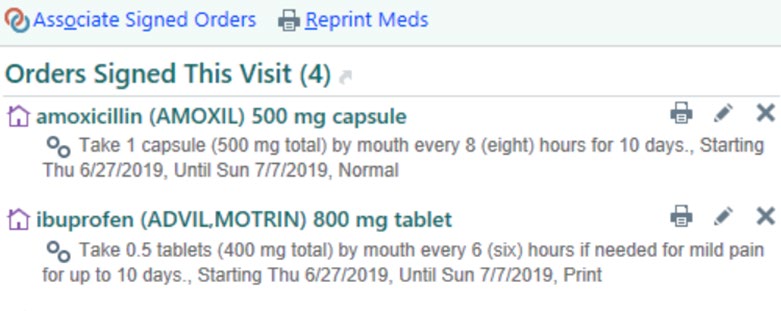 Associate Signed Orders Reprint Meds
Orders Signed This Visit (4)
amoxicillin (AMOXIL) 500 mg capsule
Take 1 capsule (500 mg total) by mouth every 8 (eight) hours for 10 days., Starting
Thu 6/27/2019, Until Sun 7/7/2019, Normal
ibuprofen (ADVIL,MOTRIN) 800 mg tablet
Take 0.5 tablets (400 mg total) by mouth every 6 (six) hours if needed for mild pain
for up to 10 days., Starting Thu 6/27/2019, Until Sun 7/7/2019, Print